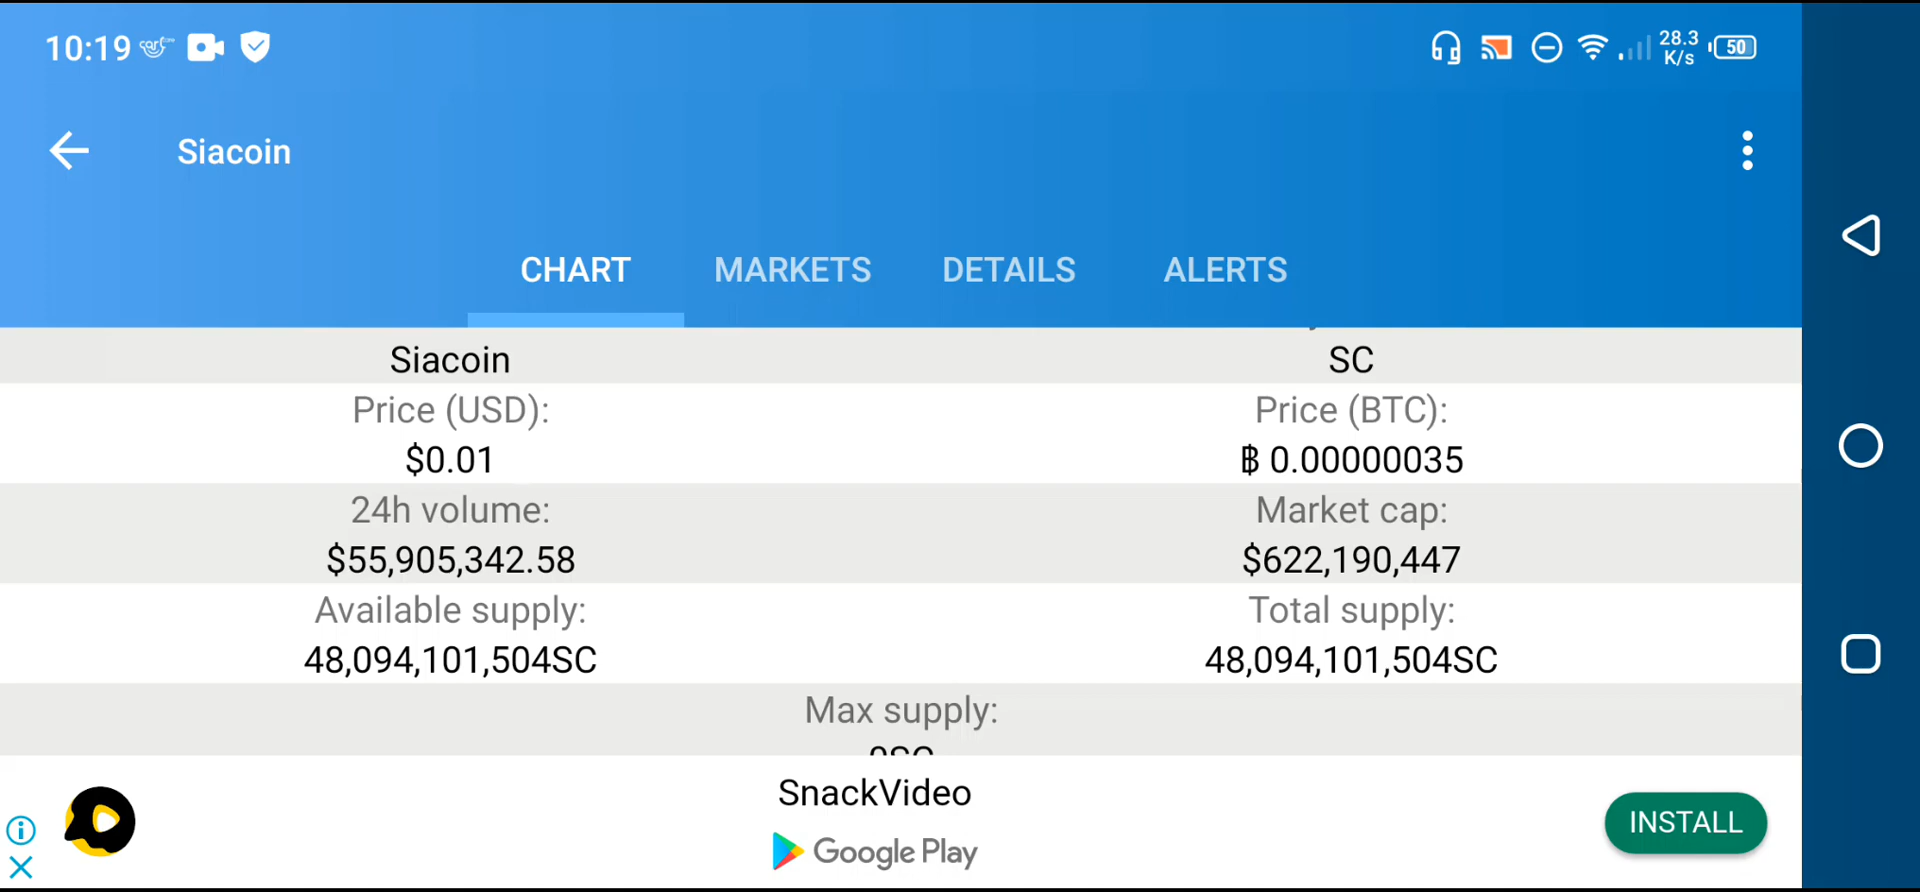 10:19
28.3
K/s
50
Siacoin
CHART MARKETS DETAILS ALERTS
Siacoin SC
Price (USD): Price (BTC):
$0.01 ฿ 0.00000035
24h volume: Market cap:
$55,905,342.58 $622,190,447
Available supply: Total supply:
48,094,101,504SC 48,094,101,504SC
Max supply:
SnackVideo
Google Play
INSTALL